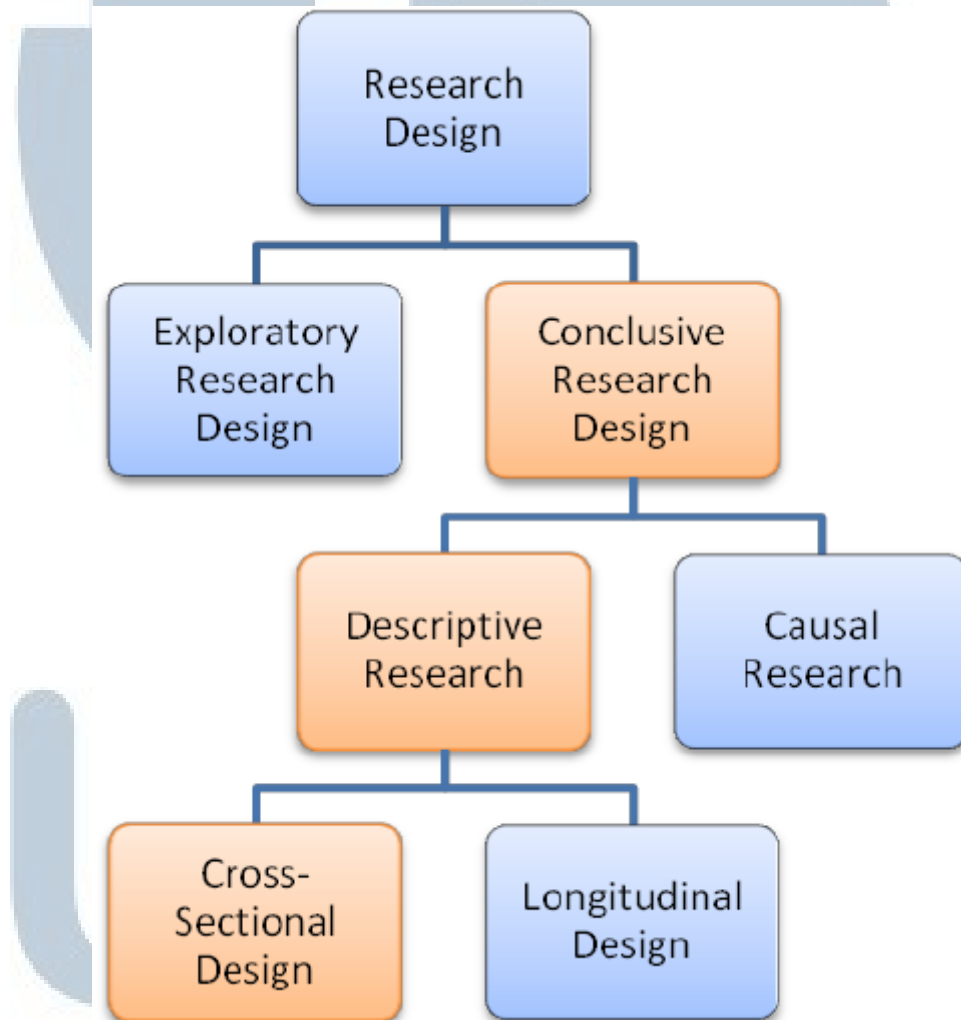 Research
Design
Exploratory
Research
Design
Conclusive
Research
Design
Descriptive
Research
Causal
Research
Cross-
Sectional
Design
Longitudinal
Design